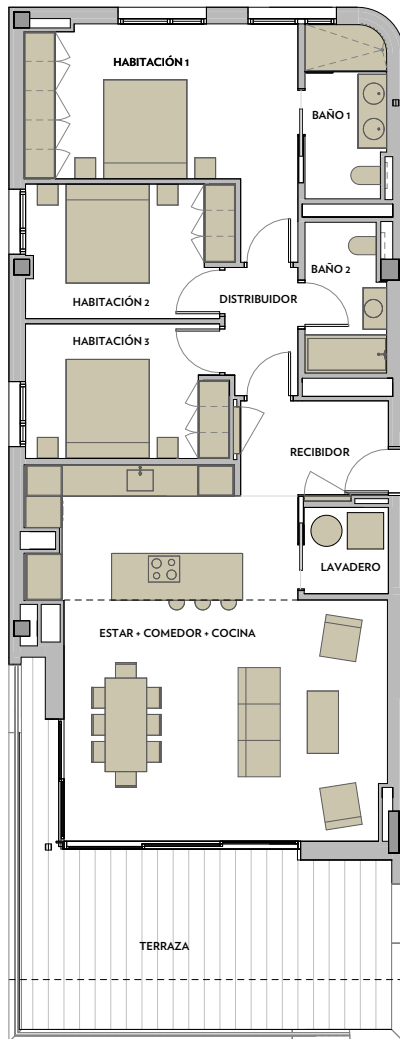 HABITACIÓN 1
BAÑO 1
BAÑO 2
HABITACIÓN 2
DISTRIBUIDOR
HABITACIÓN 3
RECIBIDOR
LAVADERO
ESTAR + COMEDOR + COCINA
TERRAZA